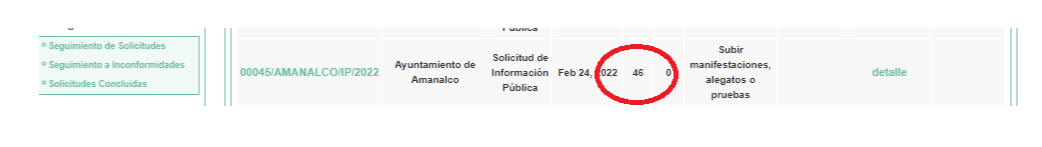 Pública
° Seguimiento de Solicitudes
° Seguimiento a Inconformidades
° Solicitudes Concluidas
00045/AMANALCO/IP/2022
Ayuntamiento de
Amanalco
Solicitud de
Información
Pública
Feb 24, 2022
46
0
Subir
manifestaciones,
alegatos o
pruebas
detalle